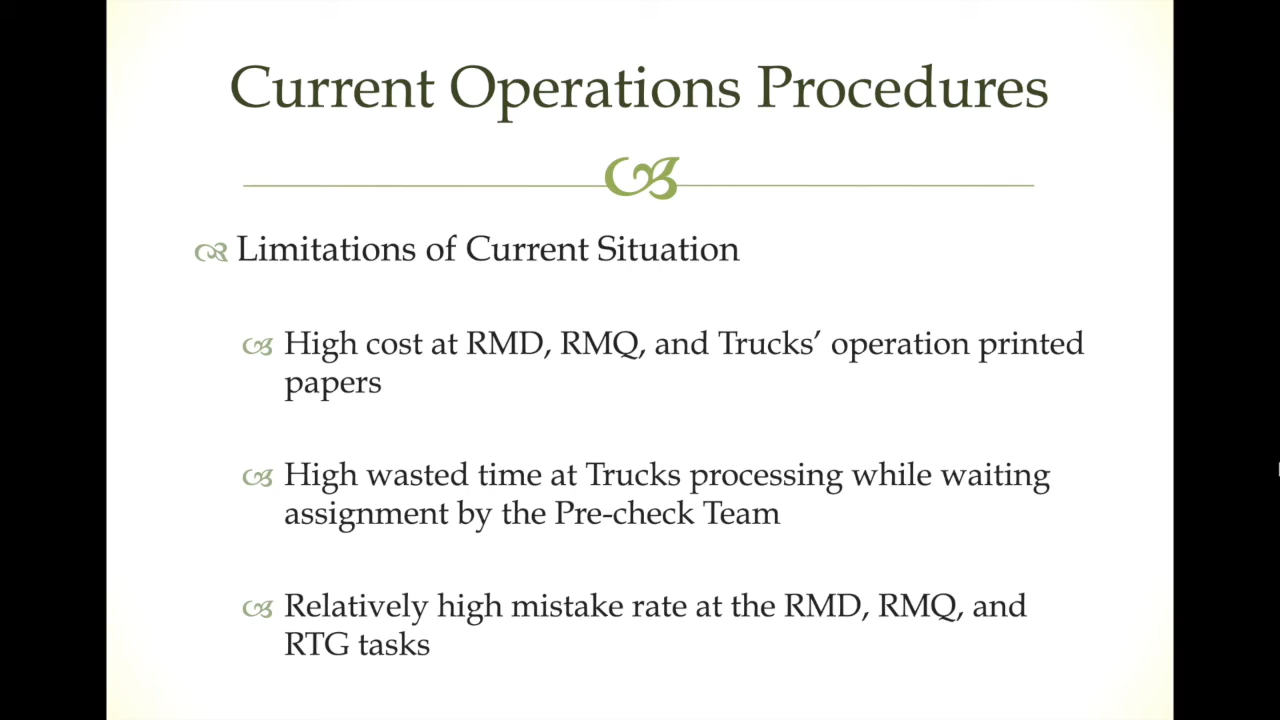 Current Operations Procedures
Limitations of Current Situation
High cost at RMD, RMQ, and Trucks’ operation printed
papers
High wasted time at Trucks processing while waiting
assignment by the Pre-check Team
Relatively high mistake rate at the RMD, RMQ, and
RTG tasks